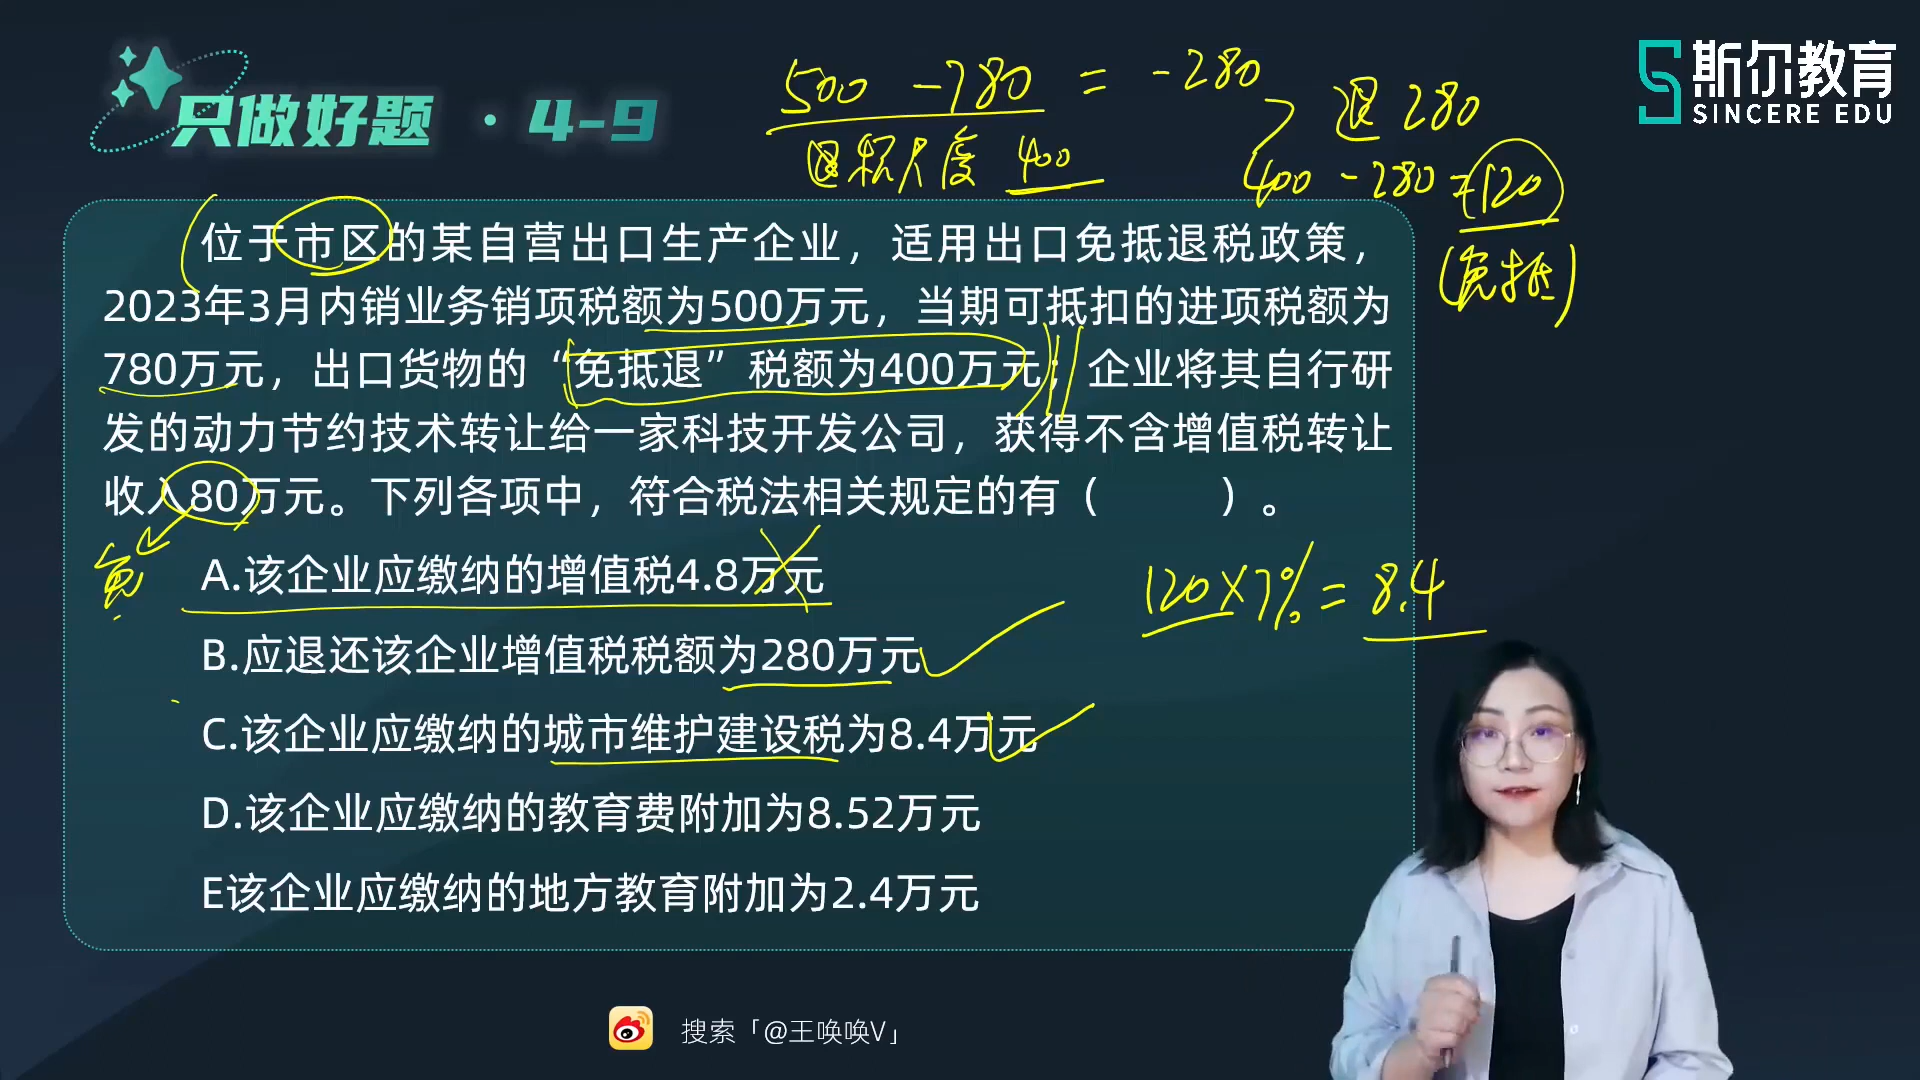 只做好题 · 4-9
500 - 780 = -280
退税尺度 400
退 280
400 - 280 = 120
(免抵)
斯尔教育
SINCERE EDU
位于市区的某自营出口生产企业，适用出口免抵退税政策，
2023年3月内销业务销项税额为500万元，当期可抵扣的进项税额为
780万元，出口货物的“免抵退”税额为400万元；企业将其自行研
发的动力节约技术转让给一家科技开发公司，获得不含增值税转让
收入80万元。下列各项中，符合税法相关规定的有（ ）。
免
A.该企业应缴纳的增值税4.8万元
120×7% = 8.4
B.应退还该企业增值税税额为280万元
C.该企业应缴纳的城市维护建设税为8.4万元
D.该企业应缴纳的教育费附加为8.52万元
E该企业应缴纳的地方教育附加为2.4万元
搜索「@王唤唤V」